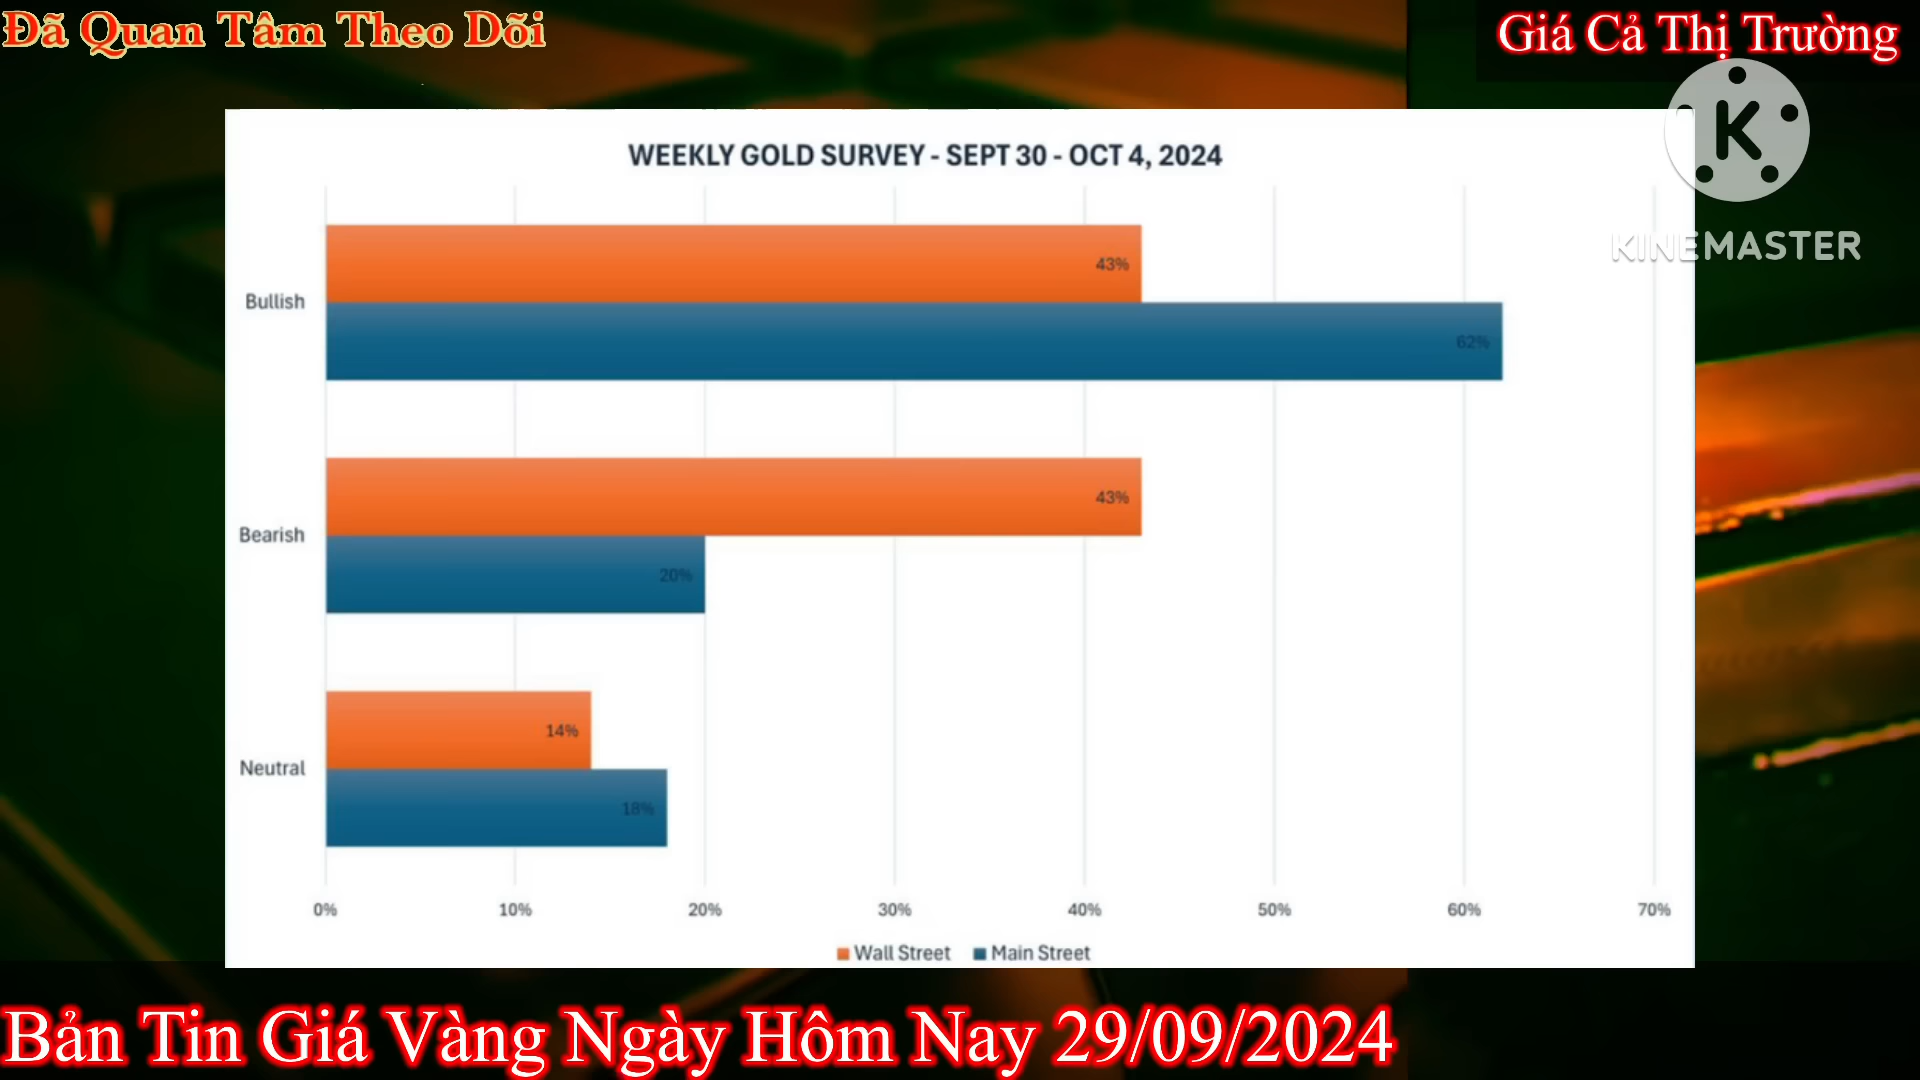 Đã Quan Tâm Theo Dõi
Giá Cả Thị Trường
K
KINEMASTER
WEEKLY GOLD SURVEY - SEPT 30 - OCT 4, 2024
43%
Bullish
62%
43%
Bearish
20%
14%
Neutral
18%
0% 10% 20% 30% 40% 50% 60% 70%
Wall Street Main Street
Bản Tin Giá Vàng Ngày Hôm Nay 29/09/2024